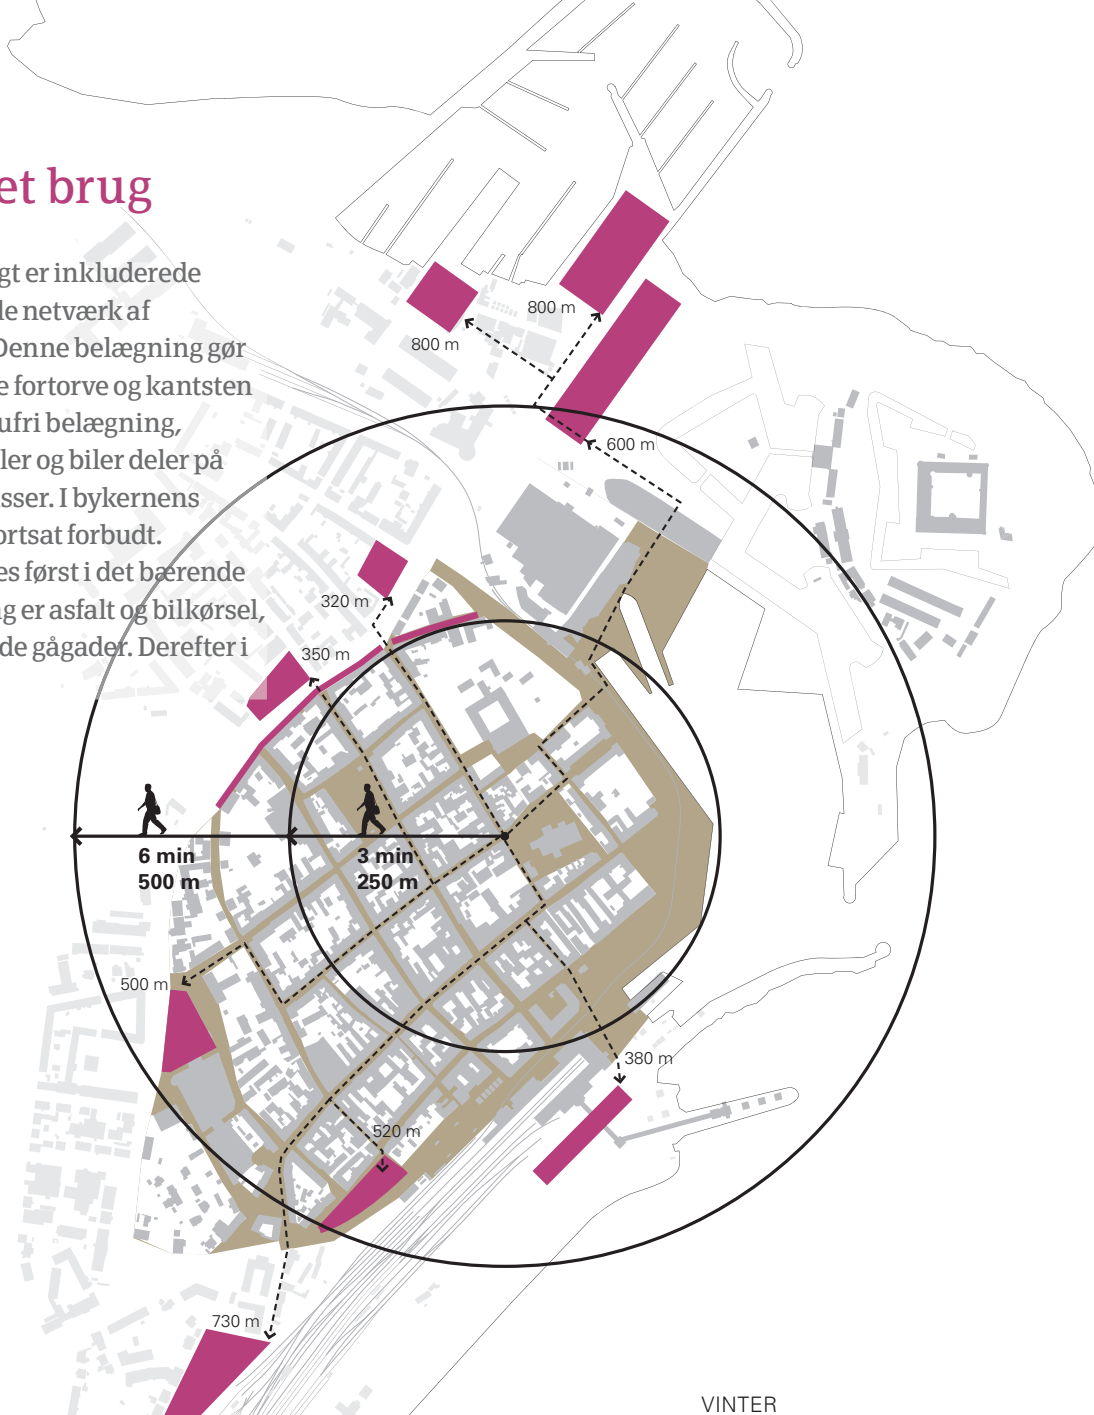 et brug
gt er inkluderede
le netværk af
Denne belægning gør
e fortorve og kantsten
ufri belægning,
ler og biler deler på
sser. I bykernens
ortsat forbudt.
es først i det bærende
g er asfalt og bilkørsel,
de gågader. Derefter i
800 m
800 m
600 m
320 m
350 m
6 min
500 m
3 min
250 m
500 m
380 m
520 m
730 m
VINTER